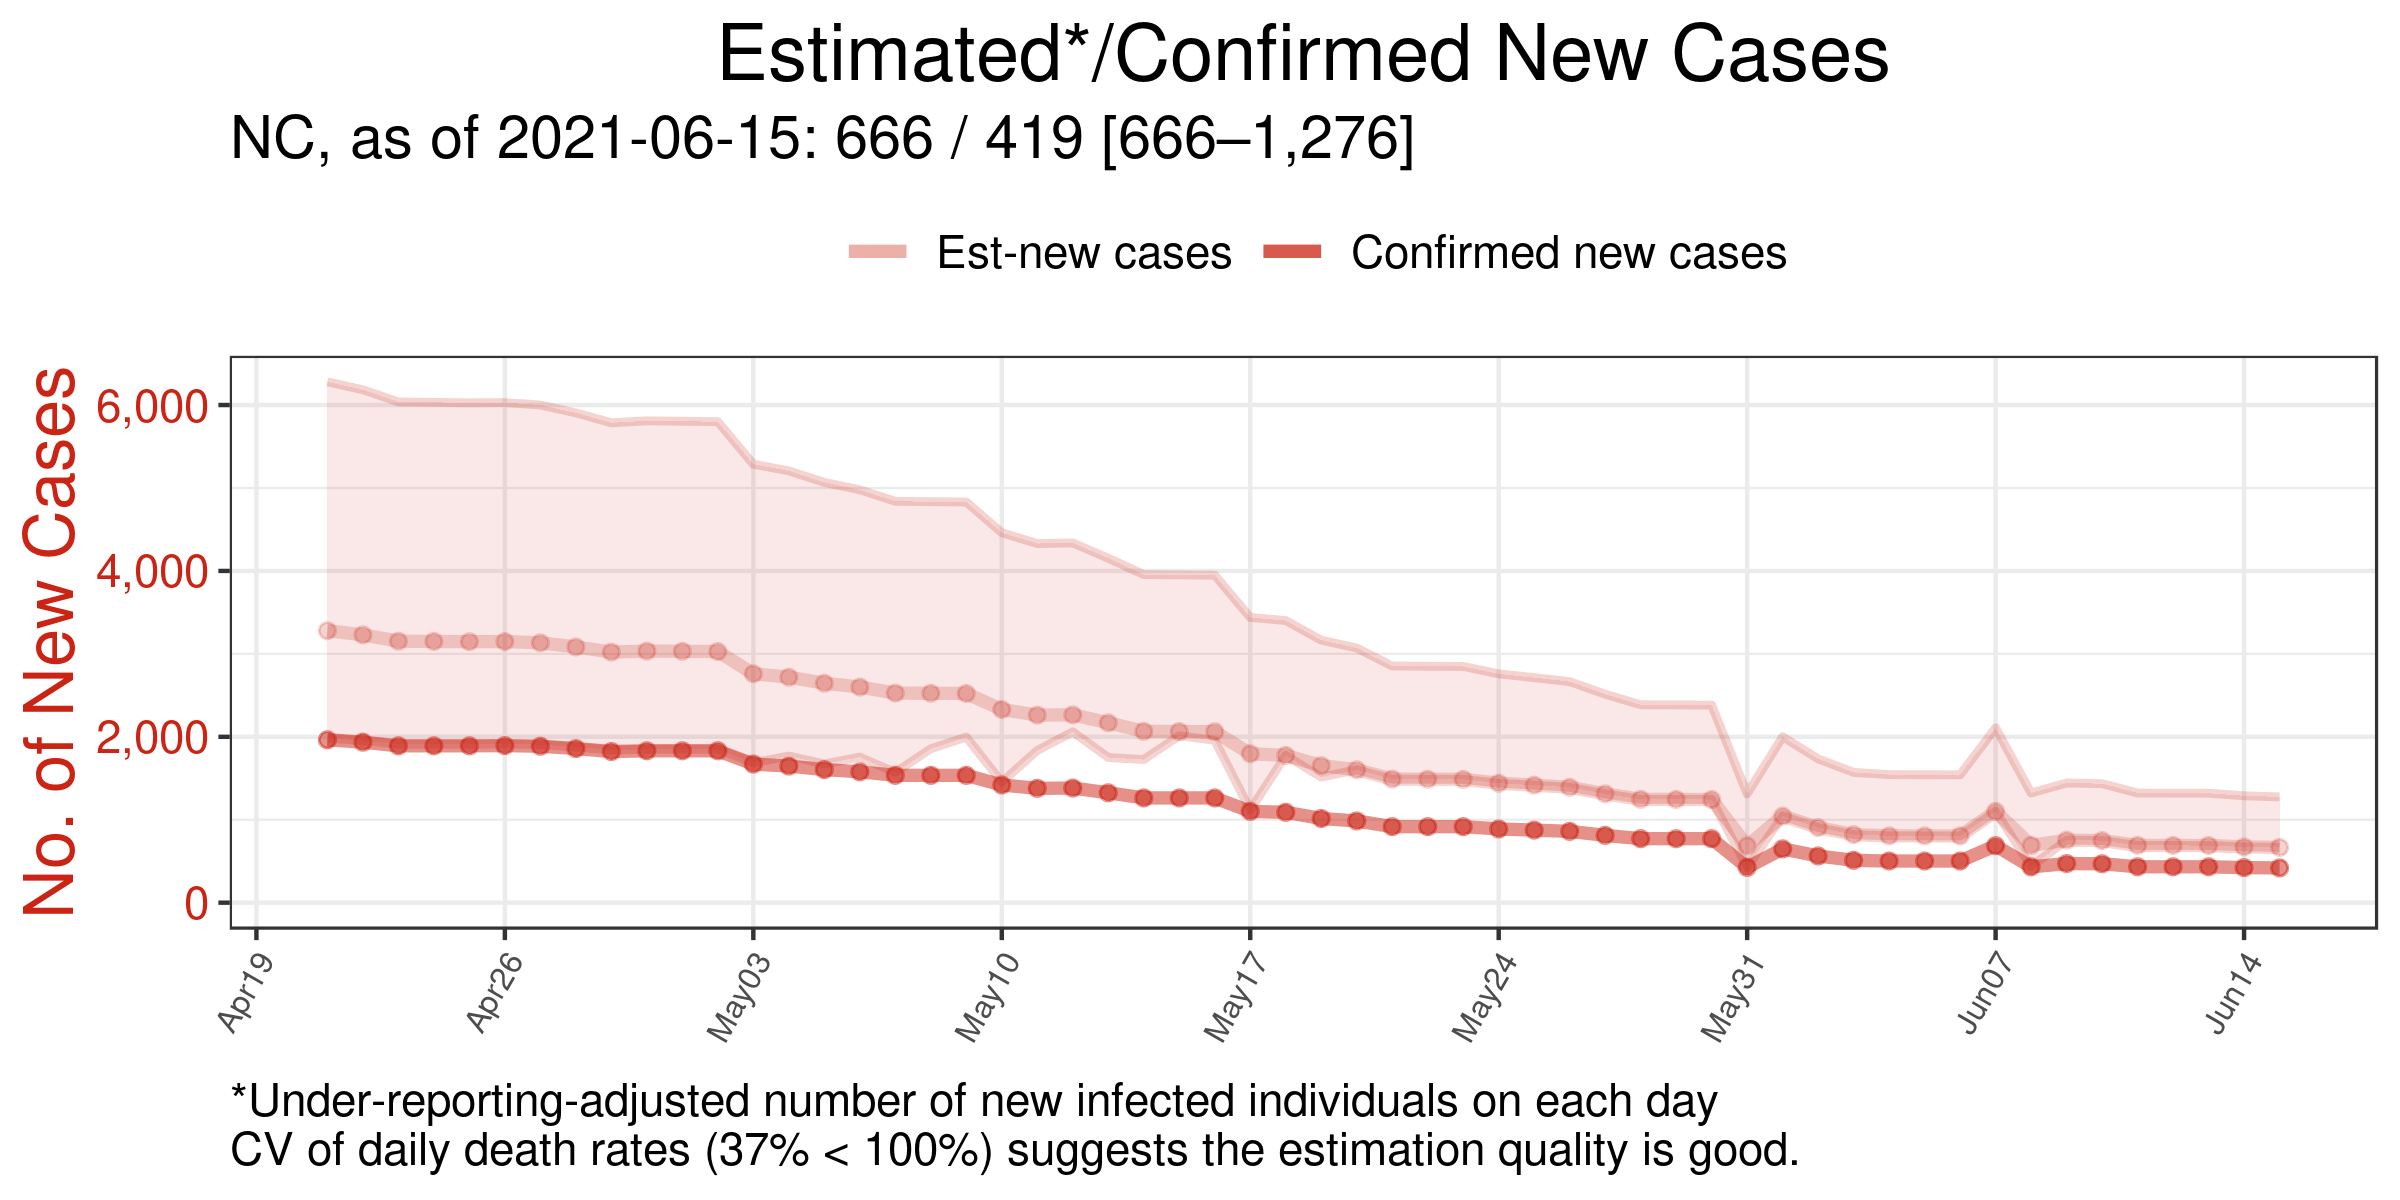 Estimated*/Confirmed New Cases
NC, as of 2021-06-15: 666 / 419 [666–1,276]
Est-new cases
Confirmed new cases
No. of New Cases
6,000
4,000
2,000
0
Apr19
Apr26
May03
May10
May17
May24
May31
Jun07
Jun14
*Under-reporting-adjusted number of new infected individuals on each day
CV of daily death rates (37% < 100%) suggests the estimation quality is good.